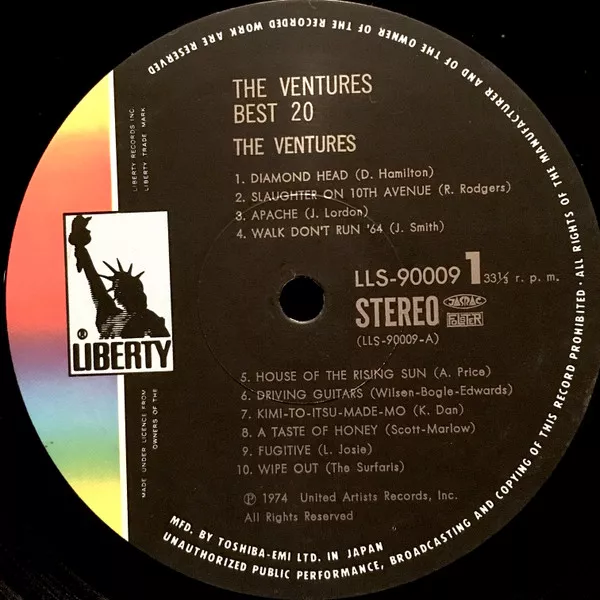 THE VENTURES
BEST 20
THE VENTURES
1. DIAMOND HEAD (D. Hamilton)
2. SLAUGHTER ON 10TH AVENUE (R. Rodgers)
3. APACHE (J. Lordon)
4. WALK DON'T RUN '64 (J. Smith)
LLS-90009 1 33⅓ r. p. m.
STEREO JASRAC
POLYSTER
(LLS-90009-A)
5. HOUSE OF THE RISING SUN (A. Price)
6. DRIVING GUITARS (Wilsen-Bogle-Edwards)
7. KIMI-TO-ITSU-MADE-MO (K. Dan)
8. A TASTE OF HONEY (Scott-Marlow)
9. FUGITIVE (L. Josie)
10. WIPE OUT (The Surfaris)
Ⓟ 1974 United Artists Records, Inc.
All Rights Reserved
LIBERTY RECORDS INC.
LIBERTY TRADE MARK
® LIBERTY
MADE UNDER LICENCE FROM
OWNERS OF THE
MFD. BY TOSHIBA-EMI LTD. IN JAPAN
ALL RIGHTS OF THE MANUFACTURER AND OF THE OWNER OF THE RECORDED WORK ARE RESERVED
UNAUTHORIZED PUBLIC PERFORMANCE, BROADCASTING AND COPYING OF THIS RECORD PROHIBITED ·